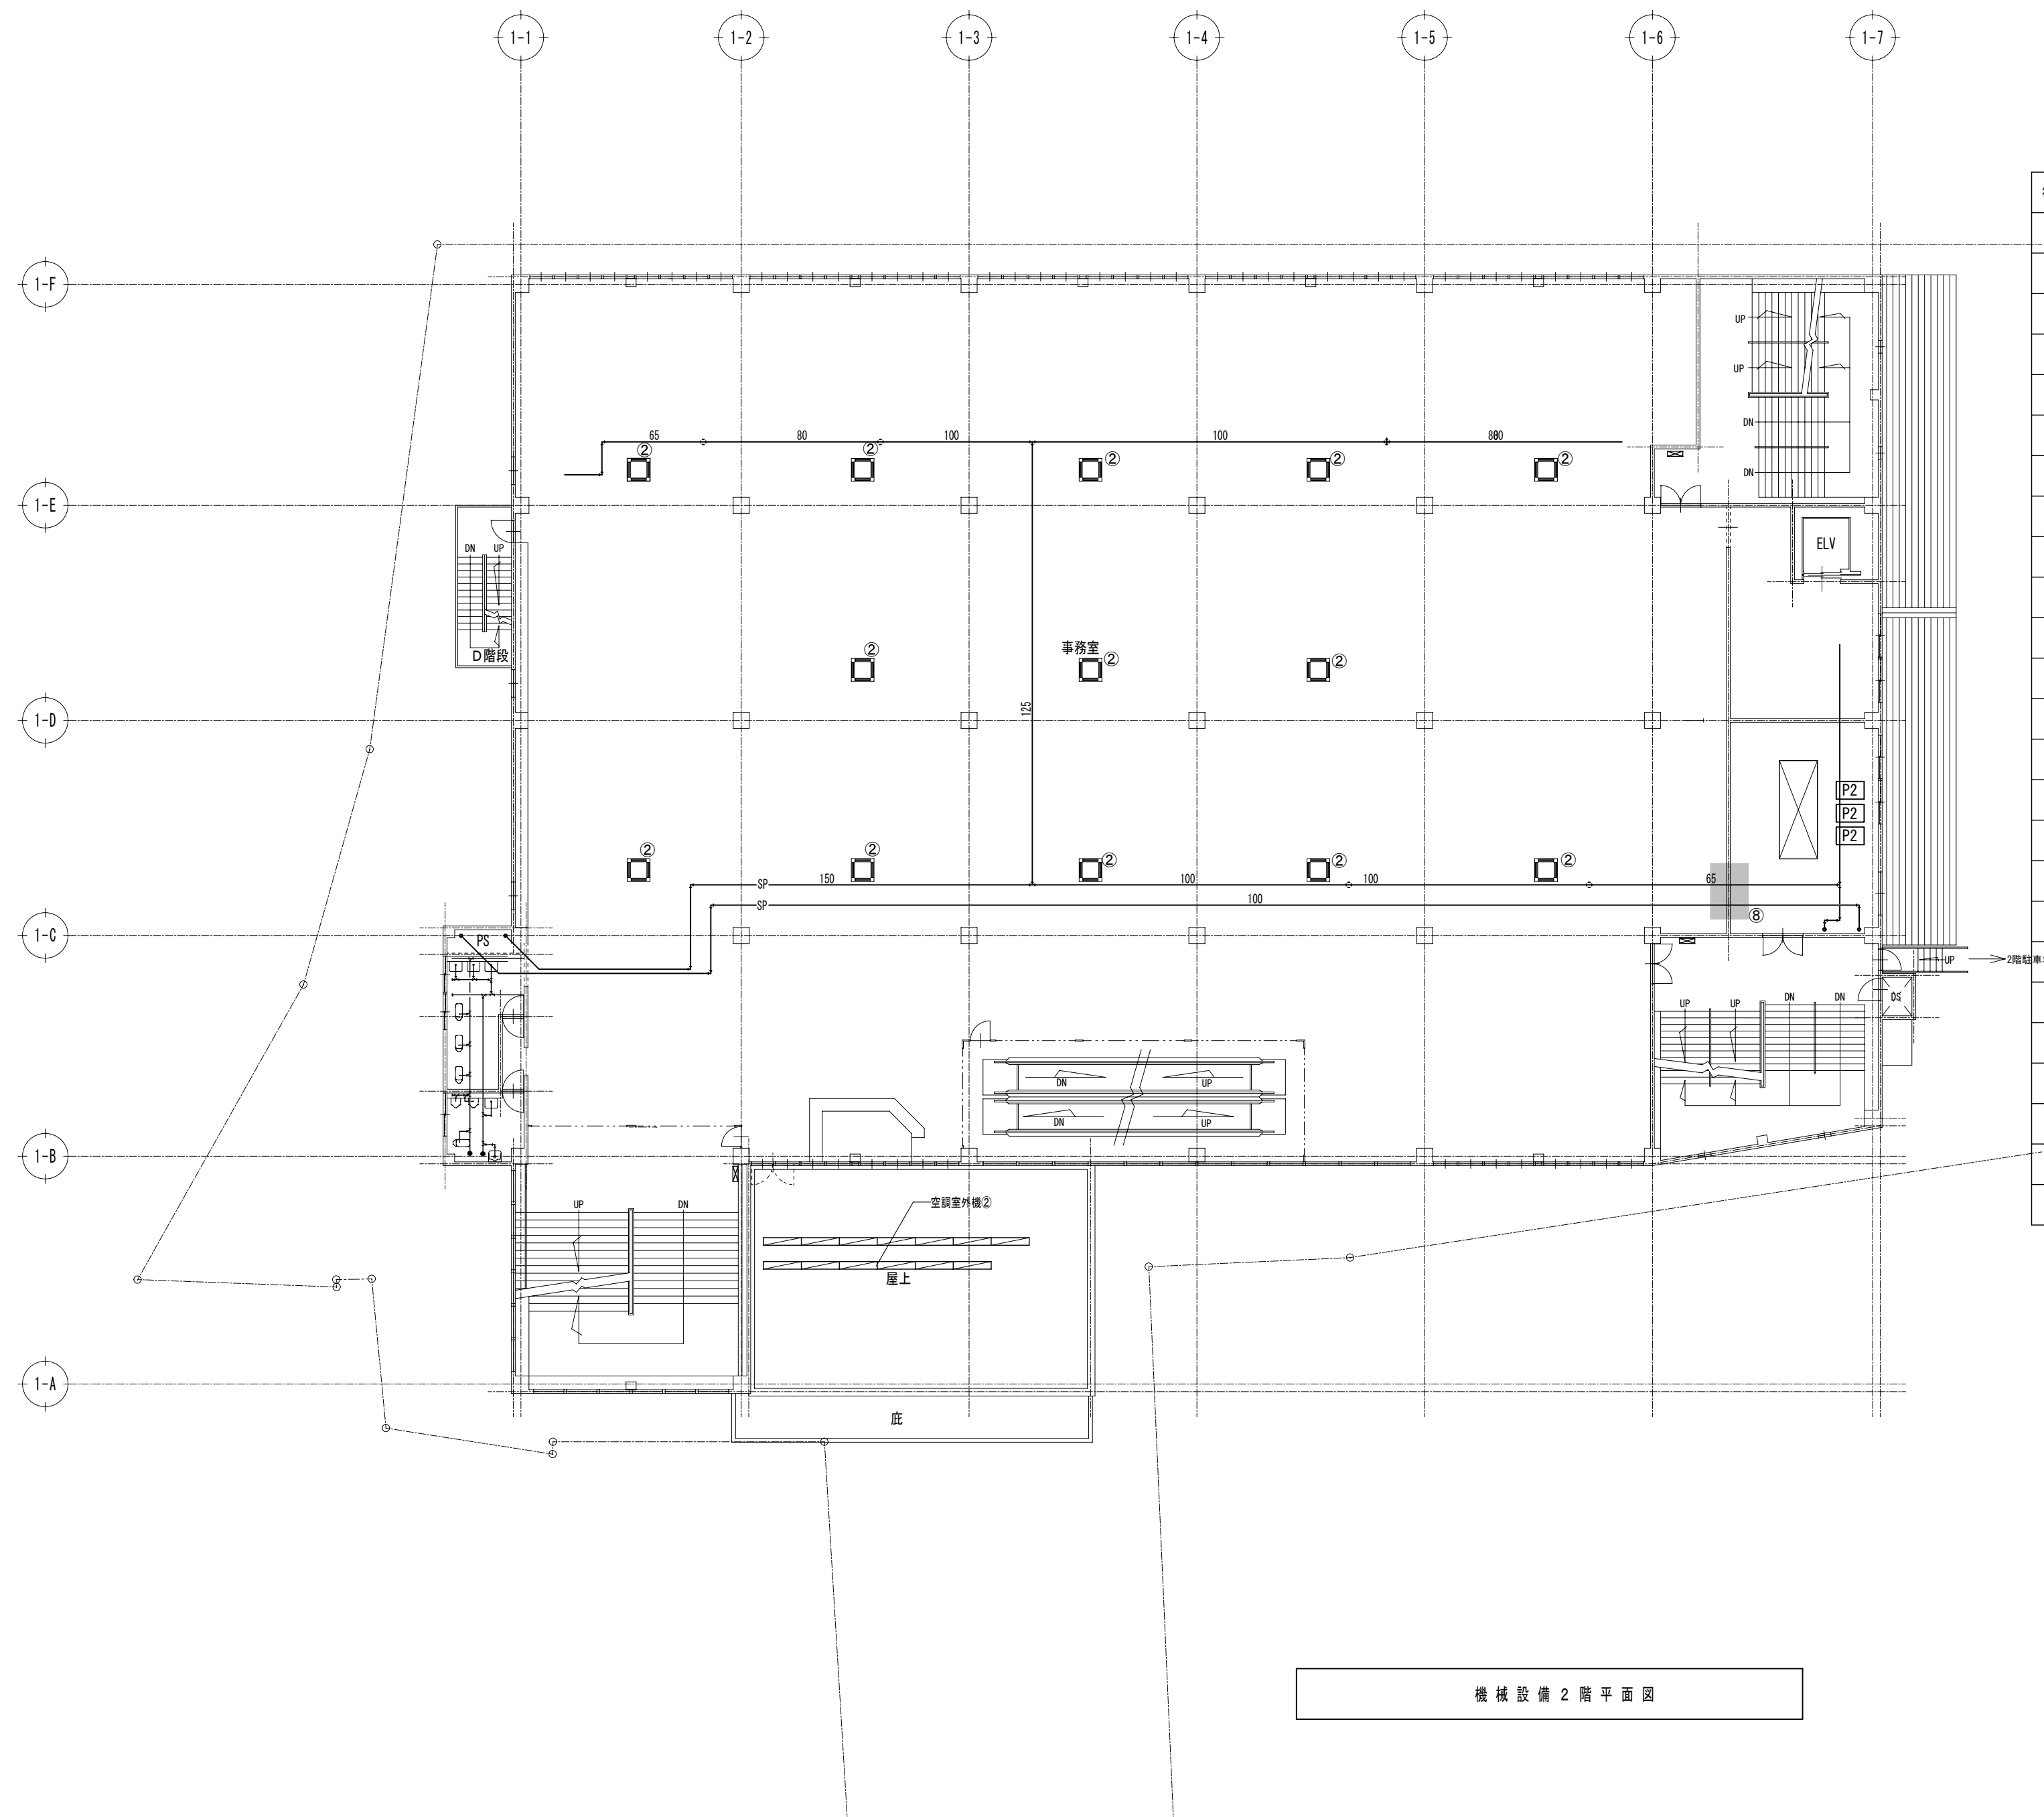 1-1 1-2 1-3 1-4 1-5 1-6 1-7
1-F
UP
UP
65 80 100 100
DN
② ② ② ② ②
DN
1-E
ELV
DN UP
D階段
事務室
② ② ②
125
1-D
P2
P2
P2
② ② ② ② ②
SP 150 100 100 65
SP 100
⑧
1-C
PS
UP
2階駐車
DS
UP UP DN DN
DN UP
DN UP
1-B
UP DN
空調室外機②
屋上
1-A
庇
機械設備2階平面図